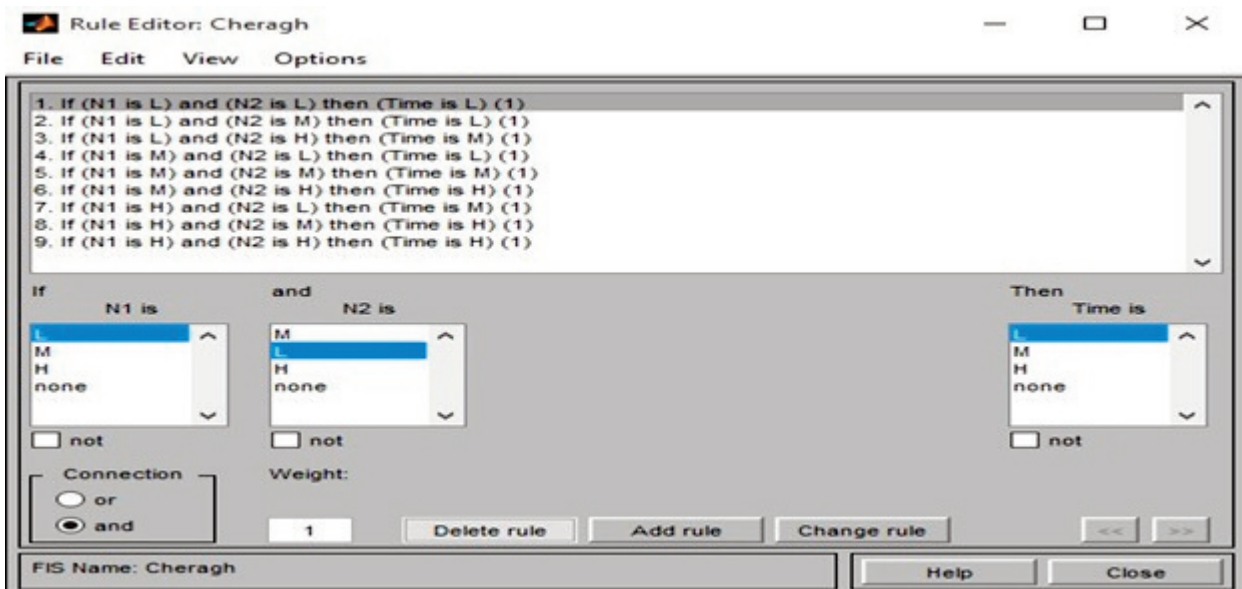 Rule Editor: Cheragh
File Edit View Options
1. If (N1 is L) and (N2 is L) then (Time is L) (1)
2. If (N1 is L) and (N2 is M) then (Time is L) (1)
3. If (N1 is L) and (N2 is H) then (Time is M) (1)
4. If (N1 is M) and (N2 is L) then (Time is L) (1)
5. If (N1 is M) and (N2 is M) then (Time is M) (1)
6. If (N1 is M) and (N2 is H) then (Time is H) (1)
7. If (N1 is H) and (N2 is L) then (Time is M) (1)
8. If (N1 is H) and (N2 is M) then (Time is H) (1)
9. If (N1 is H) and (N2 is H) then (Time is H) (1)
If and Then
N1 is N2 is Time is
L M L
M L M
H H H
none none none
not not not
Connection Weight:
or
and 1 Delete rule Add rule Change rule << >>
FIS Name: Cheragh Help Close